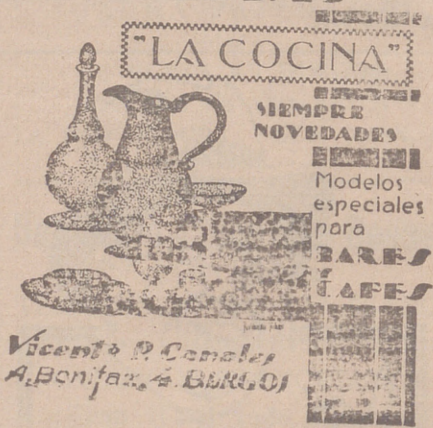 "LA COCINA"
SIEMPRE
NOVEDADES
Modelos
especiales
para
BARES
Y
CAFES
Vicente P. Canales
A. Bonifaz, 4. BURGOS